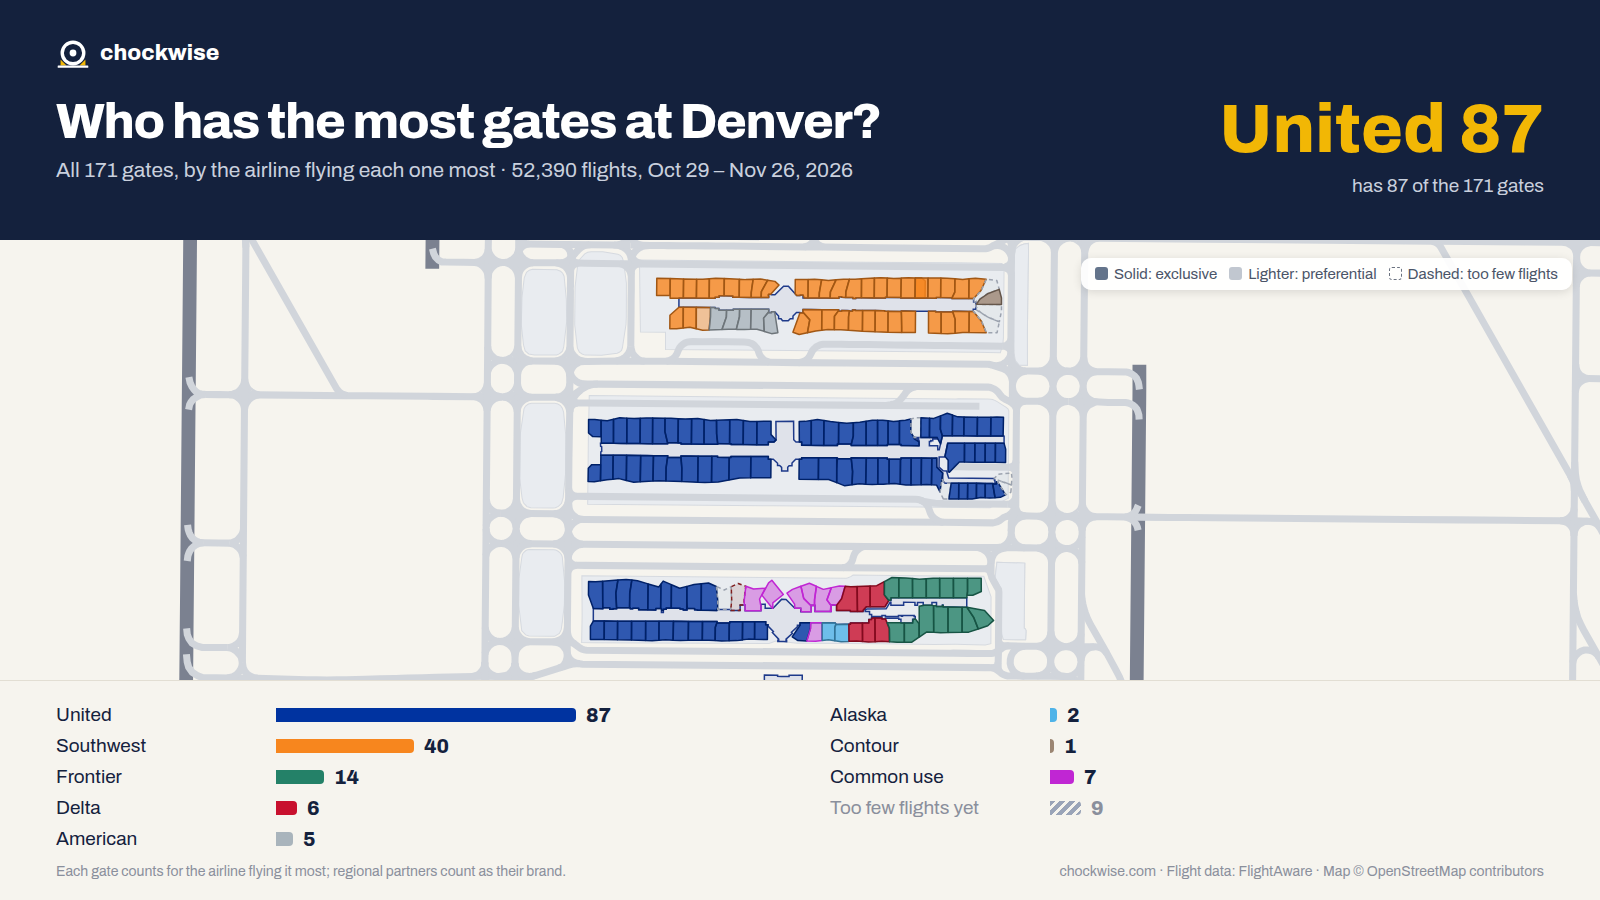 chockwise
Who has the most gates at Denver?
All 171 gates, by the airline flying each one most · 52,390 flights, Oct 29 – Nov 26, 2026
United 87
has 87 of the 171 gates
Solid: exclusive
Lighter: preferential
Dashed: too few flights
United 87
Southwest 40
Frontier 14
Delta 6
American 5
Alaska 2
Contour 1
Common use 7
Too few flights yet 9
Each gate counts for the airline flying it most; regional partners count as their brand.
chockwise.com · Flight data: FlightAware · Map © OpenStreetMap contributors